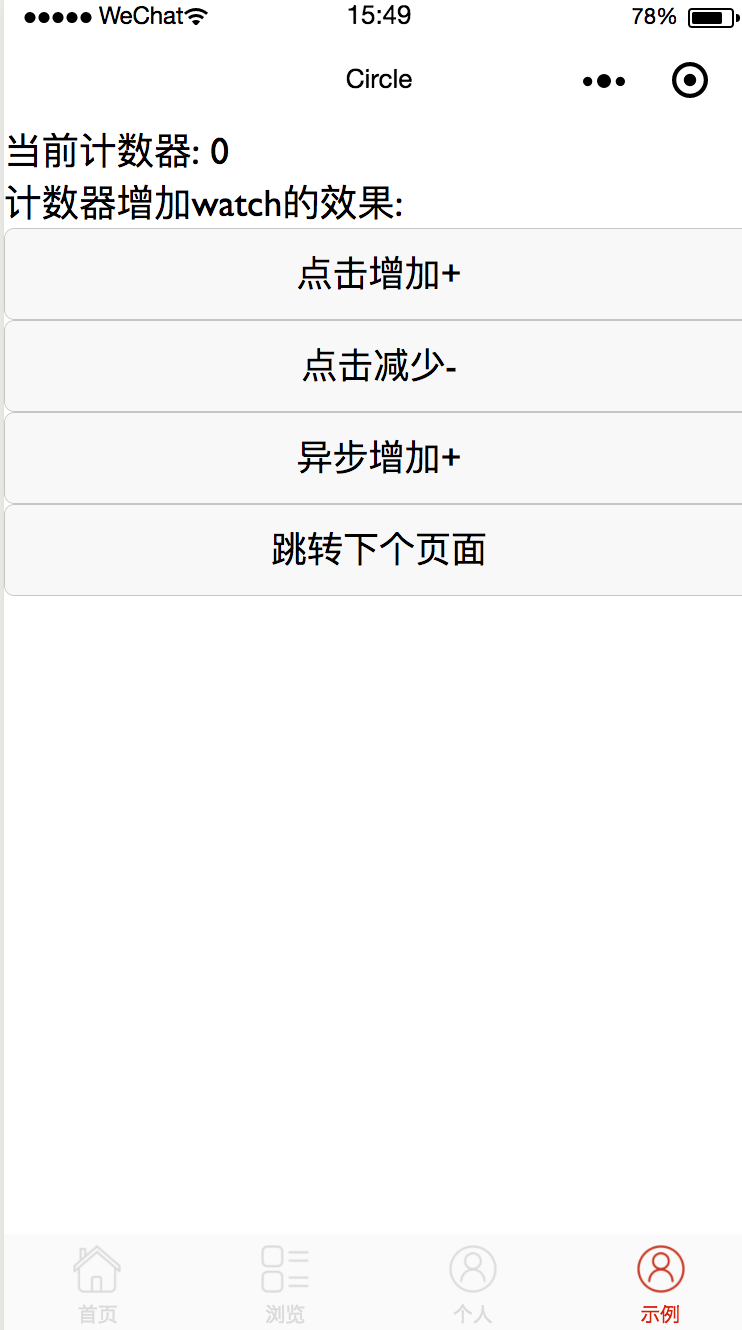 WeChat 15:49 78%
Circle
当前计数器: 0
计数器增加watch的效果:
点击增加+
点击减少-
异步增加+
跳转下个页面
首页 浏览 个人 示例